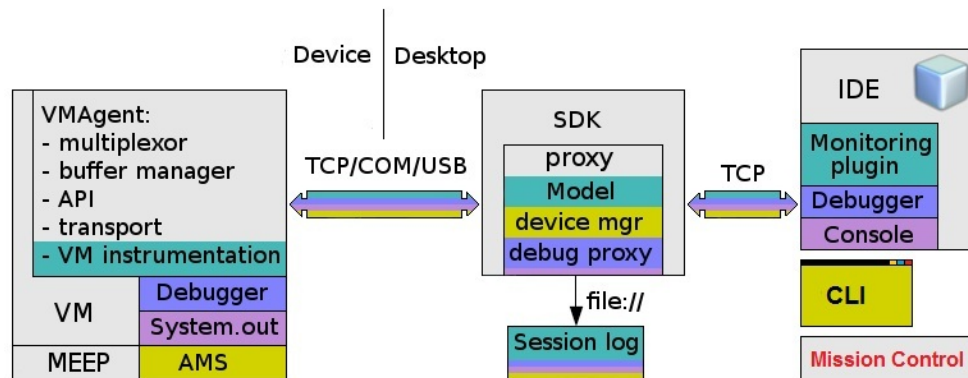 Device
Desktop
VMAgent:
- multiplexor
- buffer manager
- API
- transport
- VM instrumentation
VM
Debugger
System.out
MEEP
AMS
TCP/COM/USB
SDK
proxy
Model
device mgr
debug proxy
file://
Session log
TCP
IDE
Monitoring
plugin
Debugger
Console
CLI
Mission Control